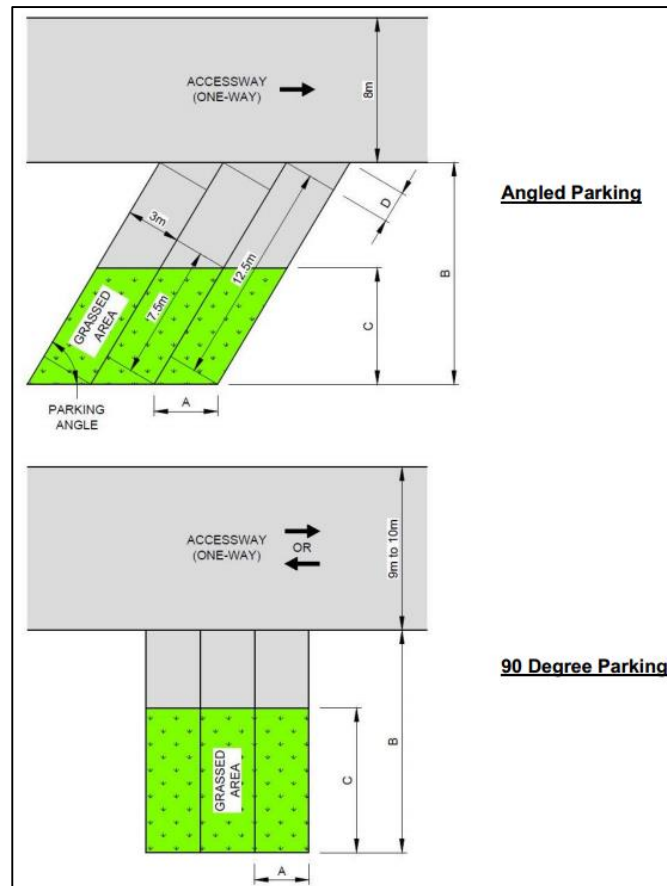 ACCESSWAY
(ONE-WAY)
8m
Angled Parking
D
3m
12.5m
B
7.5m
C
GRASSED
AREA
A
PARKING
ANGLE
ACCESSWAY
(ONE-WAY)
OR
9m to 10m
90 Degree Parking
B
C
GRASSED
AREA
A